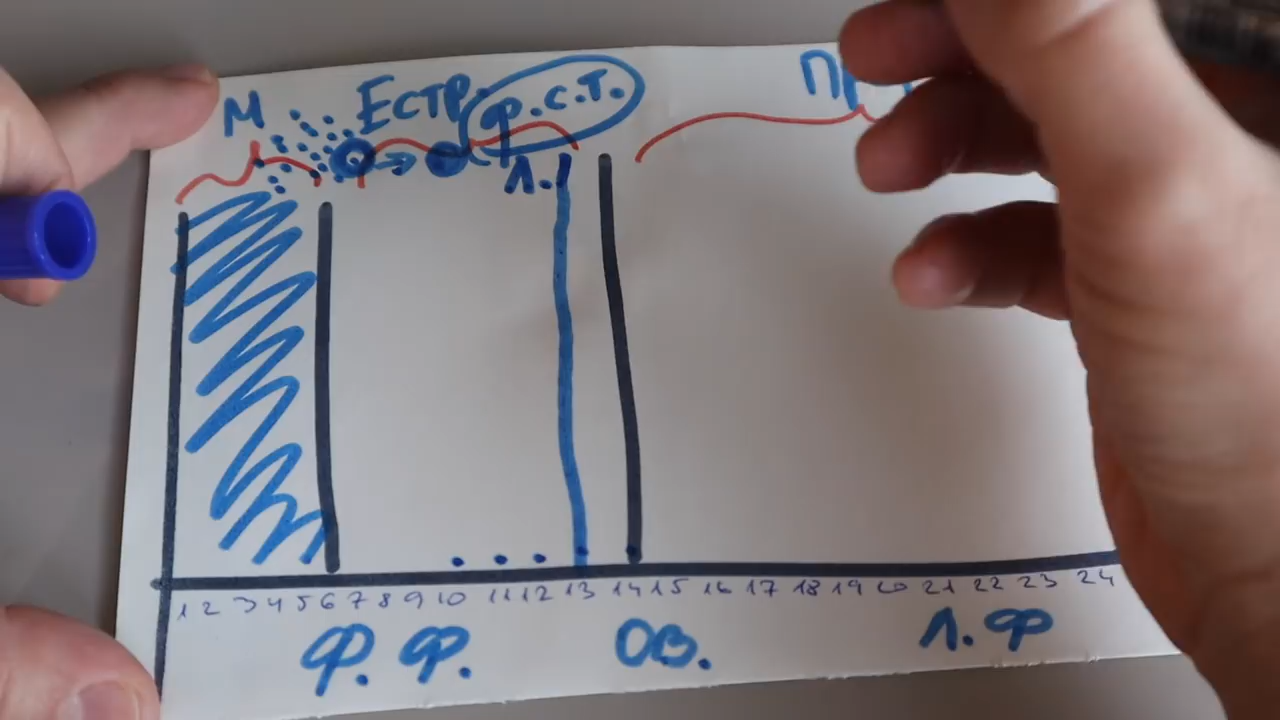 М Естр. ф.с.т. Пр
Л.
1 2 3 4 5 6 7 8 9 10 11 12 13 14 15 16 17 18 19 20 21 22 23 24
Ф. Ф. ОВ. Л. Ф